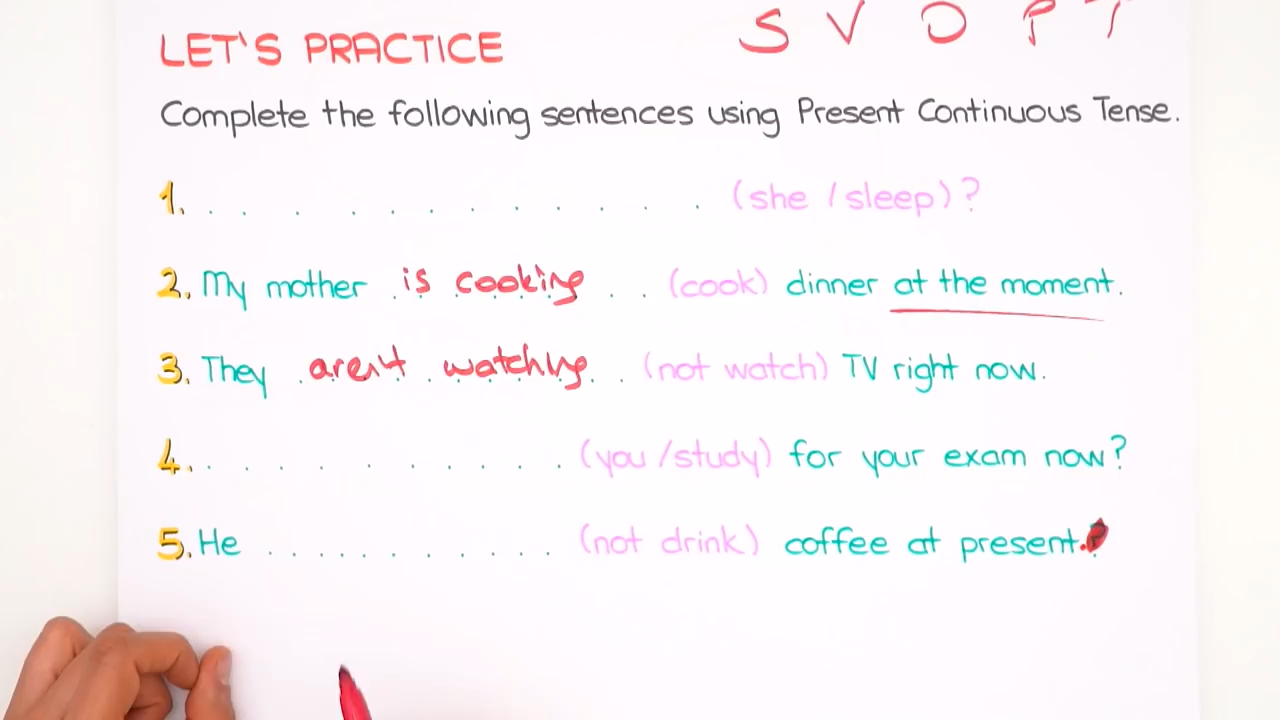 S V O P T
LET'S PRACTICE
Complete the following sentences using Present Continuous Tense.
1. . . . . . . . . . . . (she / sleep) ?
2. My mother is cooking . . (cook) dinner at the moment.
3. They aren't watching . . (not watch) TV right now.
4. . . . . . . . . . (you / study) for your exam now?
5. He . . . . . . . . . . . (not drink) coffee at present.